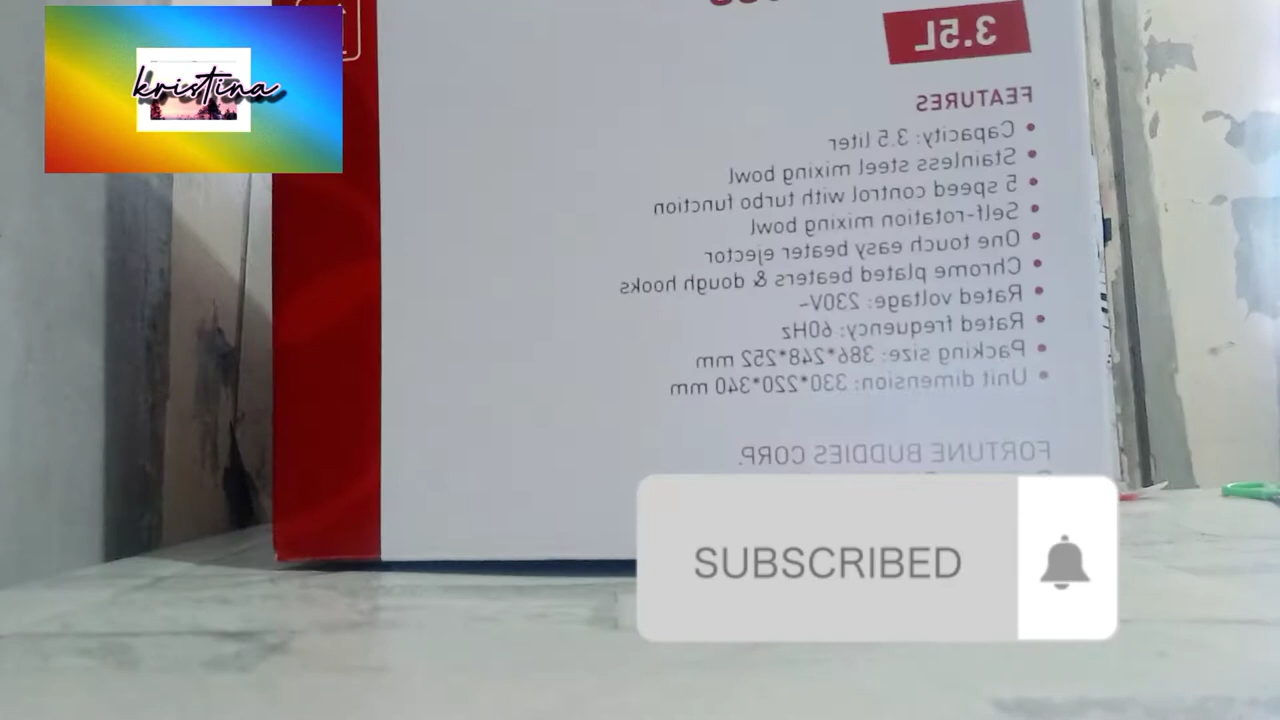 kristina
3.5L
FEATURES
• Capacity: 3.5 liter
• Stainless steel mixing bowl
• 5 speed control with turbo function
• Self-rotation mixing bowl
• One touch easy beater ejector
• Chrome plated beaters & dough hooks
• Rated voltage: 230V~
• Rated frequency: 60Hz
• Packing size: 386*248*252 mm
• Unit dimension: 330*220*340 mm
FORTUNE BUDDIES CORP.
SUBSCRIBED